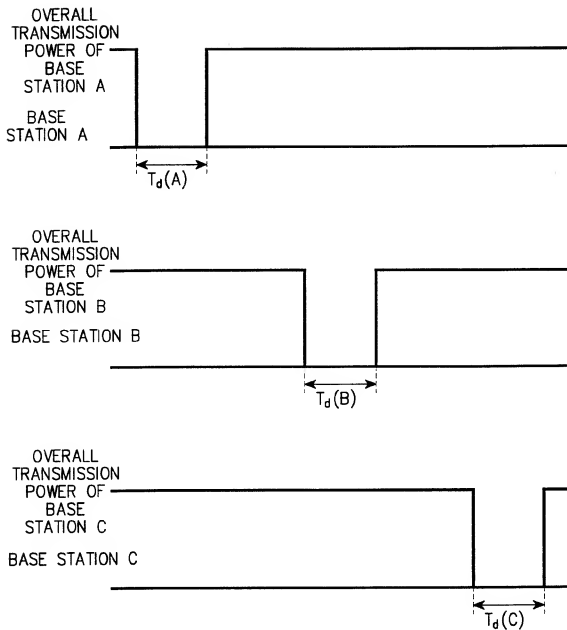 OVERALL
TRANSMISSION
POWER OF
BASE
STATION A
BASE
STATION A
Td(A)
OVERALL
TRANSMISSION
POWER OF
BASE
STATION B
BASE STATION B
Td(B)
OVERALL
TRANSMISSION
POWER OF
BASE
STATION C
BASE STATION C
Td(C)